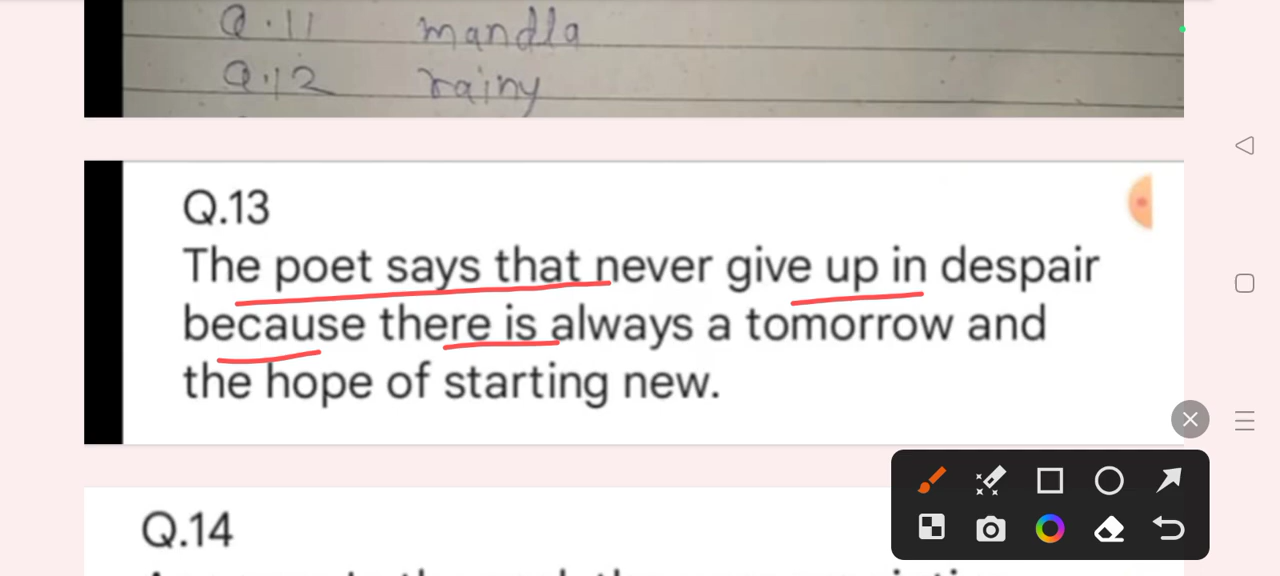 Q.11 mandla
Q.12 rainy
Q.13
The poet says that never give up in despair
because there is always a tomorrow and
the hope of starting new.
Q.14